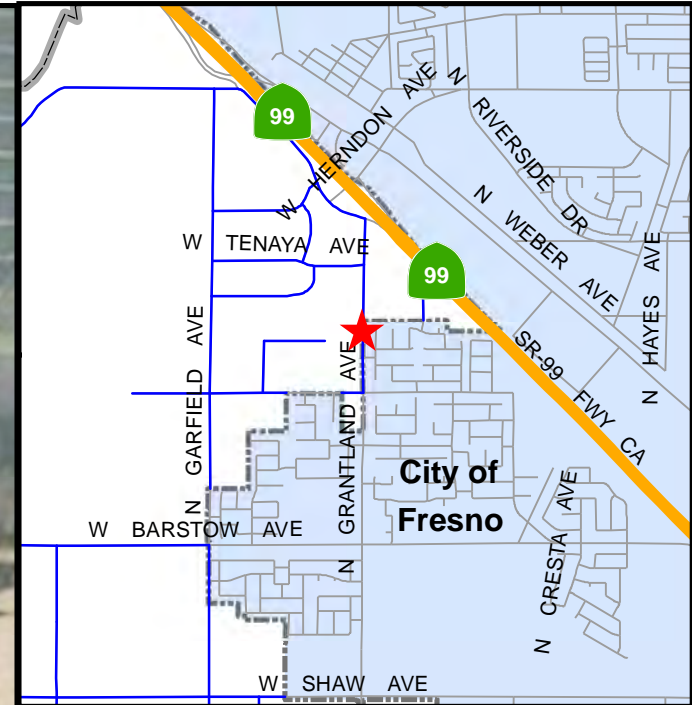 99
W HERNDON AVE
N RIVERSIDE DR
N WEBER AVE
N HAYES AVE
W TENAYA AVE
99
SR-99 FWY CA
N GARFIELD AVE
N GRANTLAND AVE
City of
Fresno
N CRESTA AVE
W BARSTOW AVE
W SHAW AVE